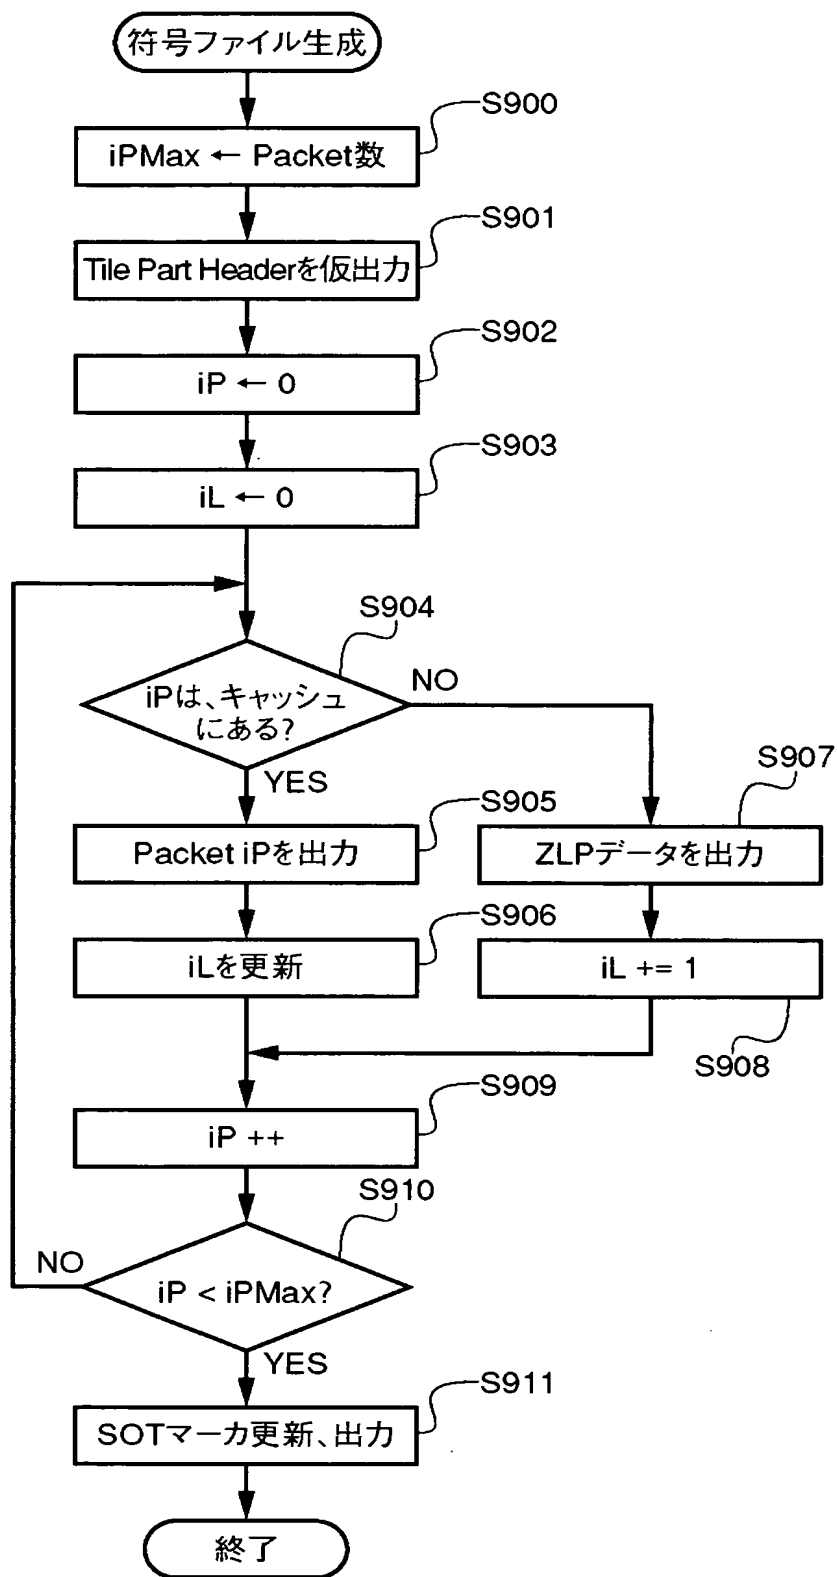 符号ファイル生成
S900
iPMax ← Packet数
S901
Tile Part Headerを仮出力
S902
iP ← 0
S903
iL ← 0
S904
iPは、キャッシュ
にある?
NO
YES
S905
Packet iPを出力
S907
ZLPデータを出力
S906
iLを更新
iL += 1
S908
S909
iP ++
S910
NO
iP < iPMax?
YES
S911
SOTマーカ更新、出力
終了